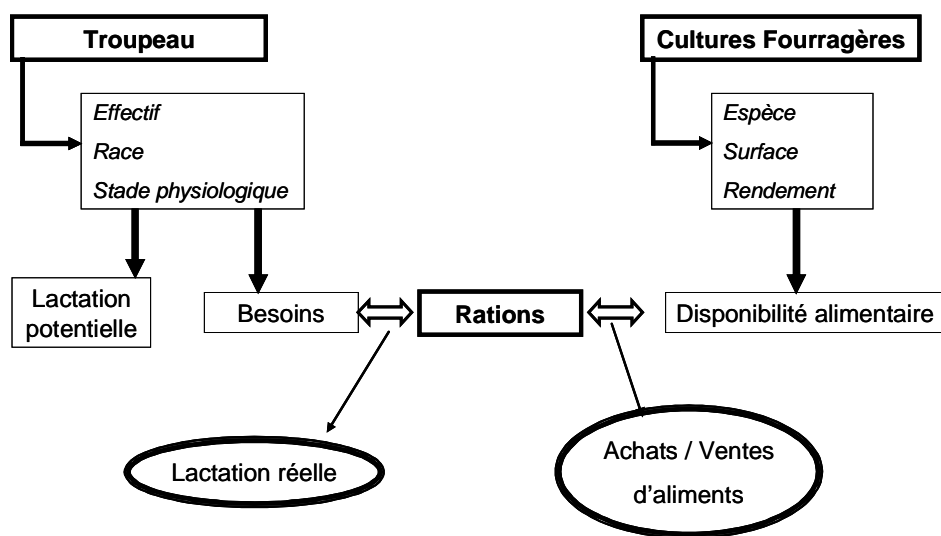 Troupeau
Cultures Fourragères
Effectif
Race
Stade physiologique
Espèce
Surface
Rendement
Lactation
potentielle
Besoins
Rations
Disponibilité alimentaire
Lactation réelle
Achats / Ventes
d'aliments